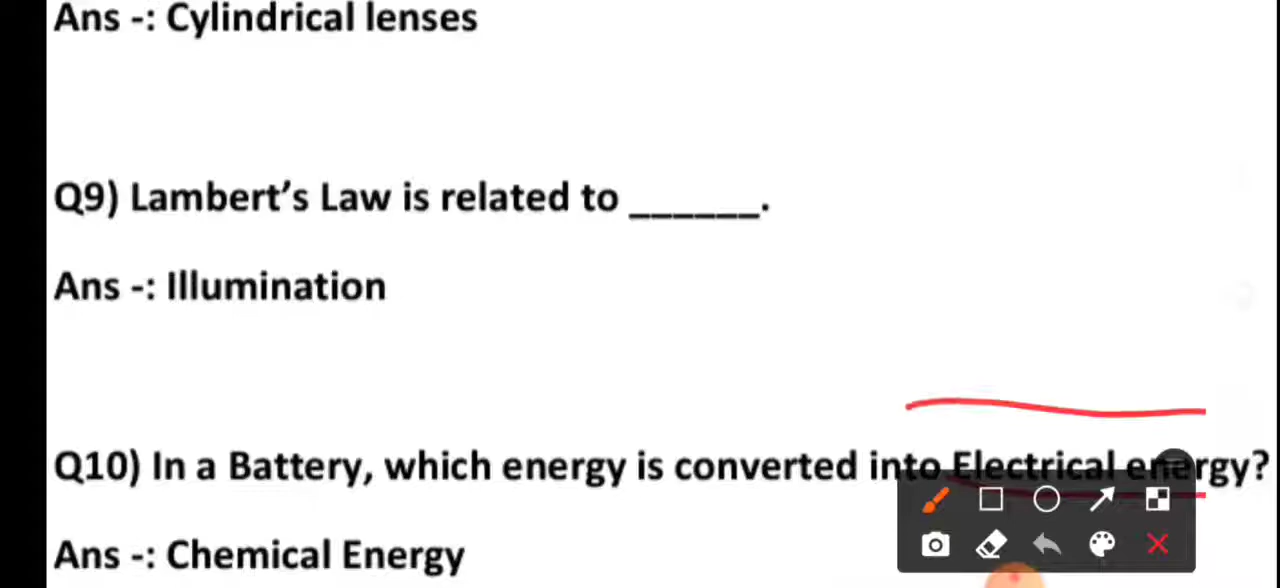 Ans -: Cylindrical lenses
Q9) Lambert’s Law is related to ______.
Ans -: Illumination
Q10) In a Battery, which energy is converted into Electrical energy?
Ans -: Chemical Energy